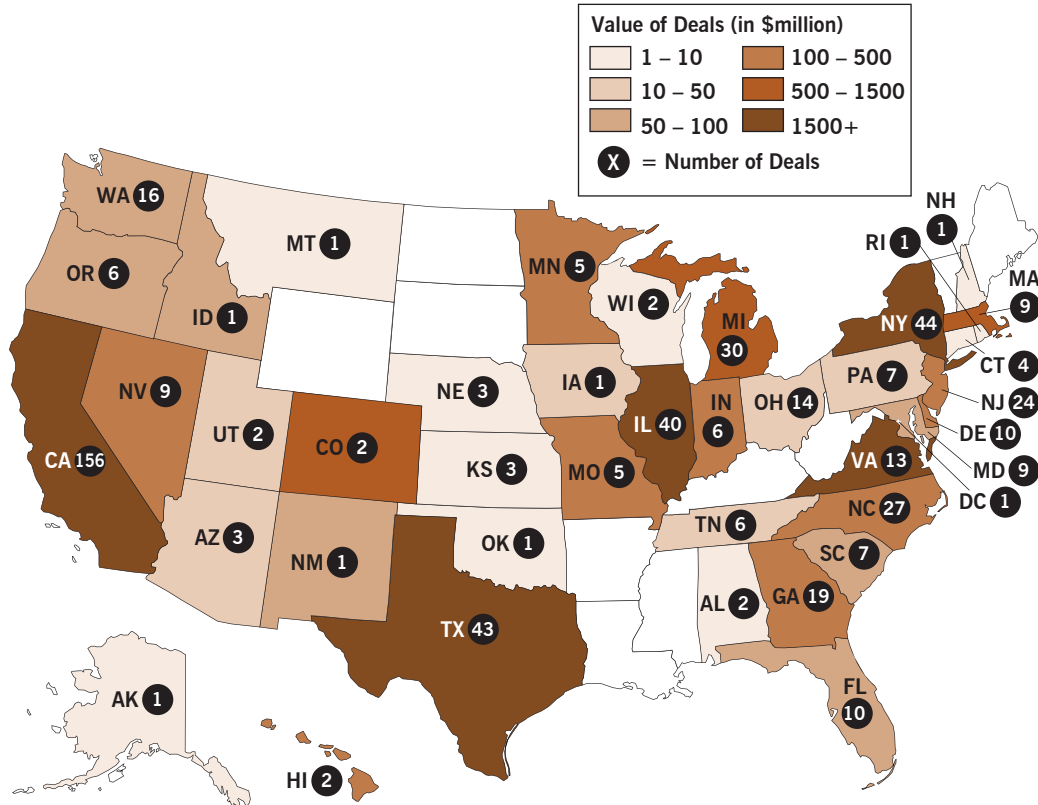 Value of Deals (in $million)
1 – 10
100 – 500
10 – 50
500 – 1500
50 – 100
1500+
X = Number of Deals
WA 16
OR 6
ID 1
MT 1
MN 5
WI 2
MI
30
NH
1
RI 1
MA
9
NY 44
CT 4
NJ 24
DE 10
MD 9
DC 1
PA 7
OH 14
IN
6
IL 40
IA 1
NE 3
NV 9
UT 2
CO 2
CA 156
KS 3
MO 5
VA 13
NC 27
TN 6
SC 7
AZ 3
NM 1
OK 1
AL 2
GA 19
TX 43
FL
10
AK 1
HI 2